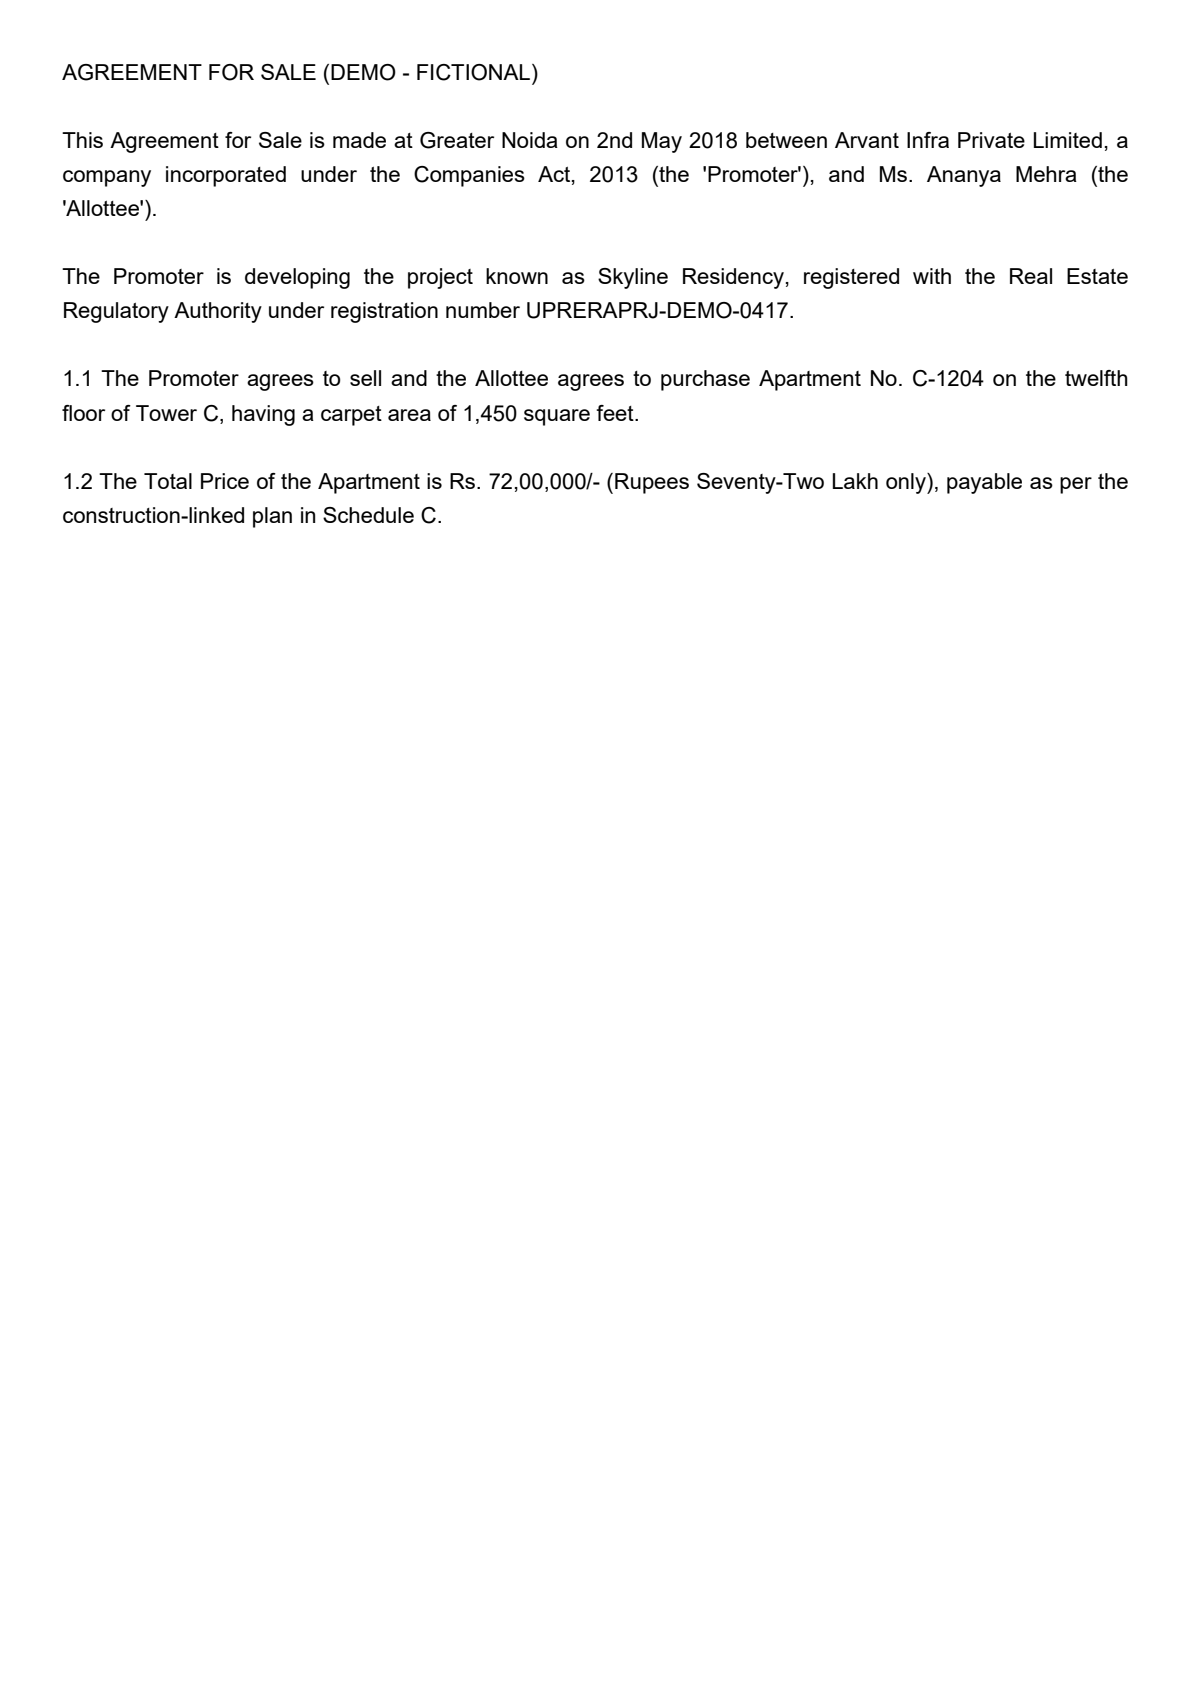 AGREEMENT FOR SALE (DEMO - FICTIONAL)
This Agreement for Sale is made at Greater Noida on 2nd May 2018 between Arvant Infra Private Limited, a
company incorporated under the Companies Act, 2013 (the 'Promoter'), and Ms. Ananya Mehra (the
'Allottee').
The Promoter is developing the project known as Skyline Residency, registered with the Real Estate
Regulatory Authority under registration number UPRERAPRJ-DEMO-0417.
1.1 The Promoter agrees to sell and the Allottee agrees to purchase Apartment No. C-1204 on the twelfth
floor of Tower C, having a carpet area of 1,450 square feet.
1.2 The Total Price of the Apartment is Rs. 72,00,000/- (Rupees Seventy-Two Lakh only), payable as per the
construction-linked plan in Schedule C.